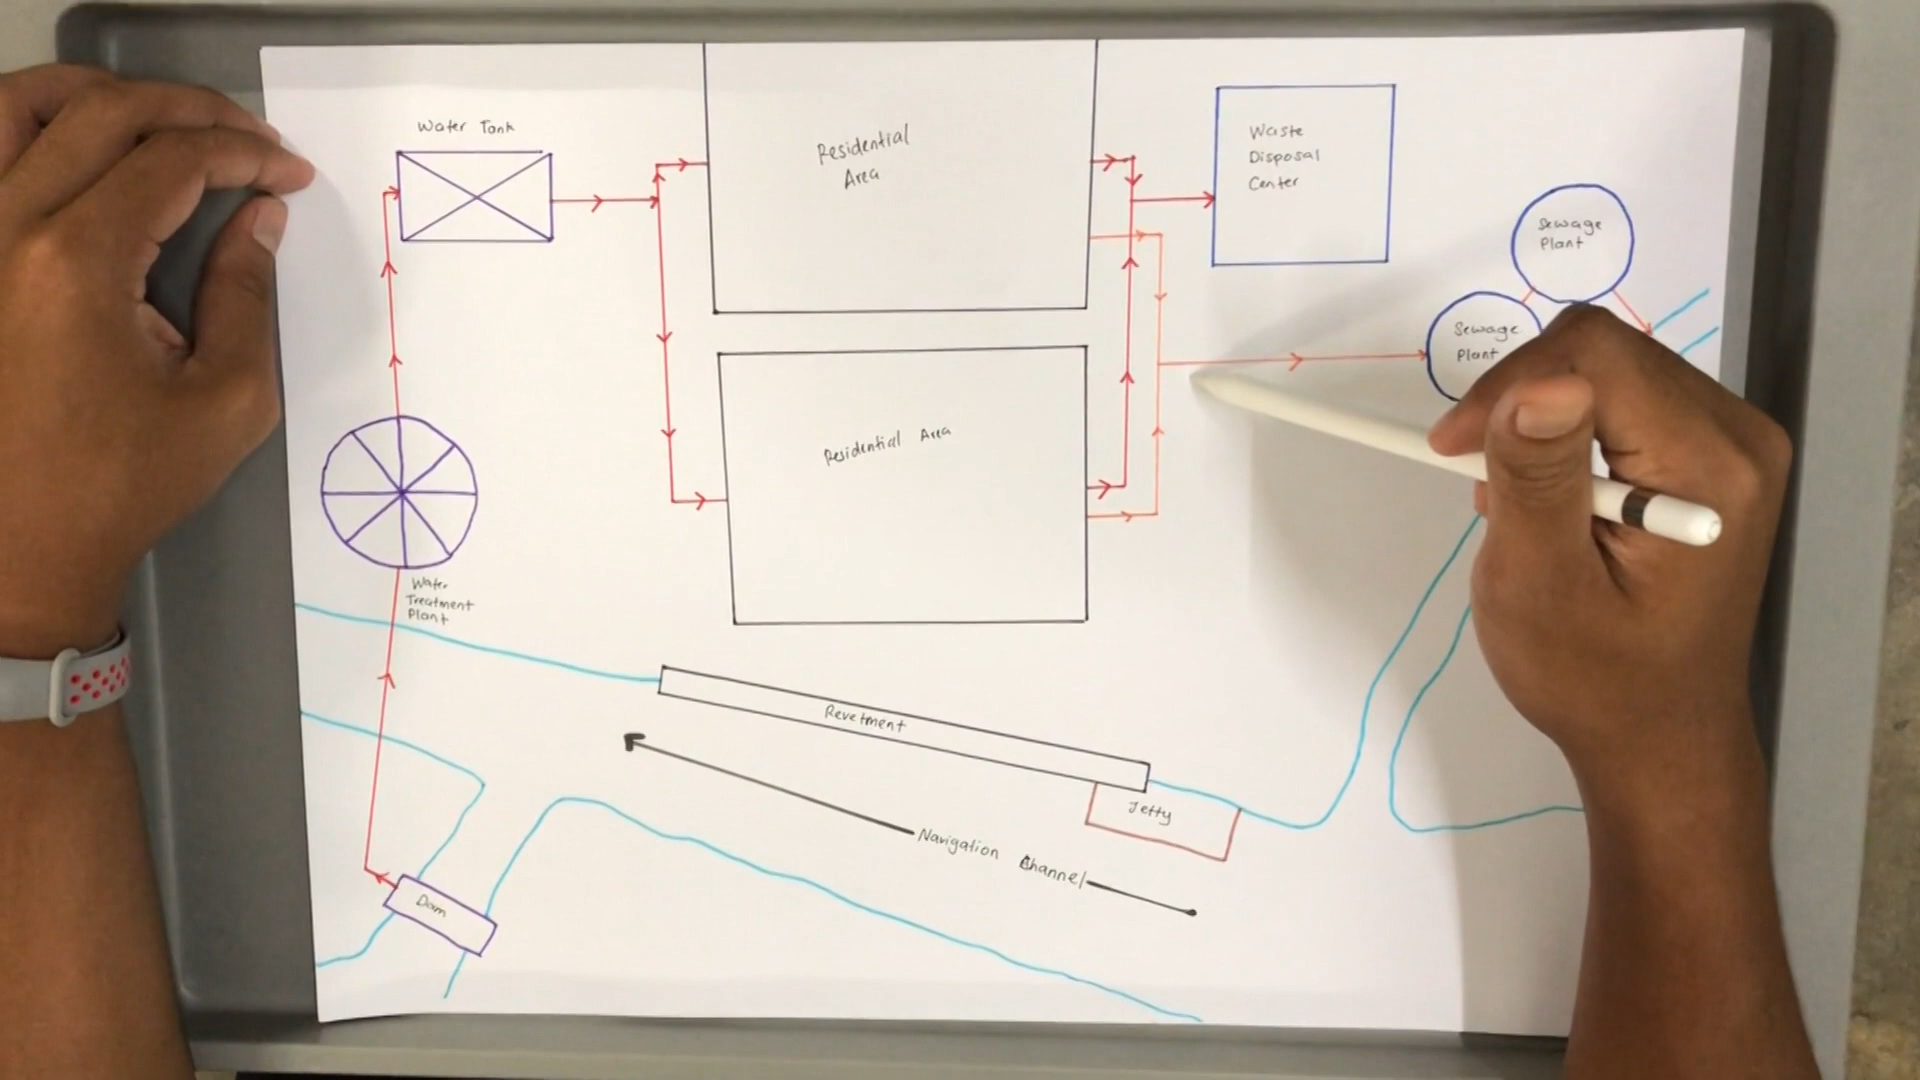 Water Tank
Residential
Area
Waste
Disposal
Center
Sewage
Plant
Sewage
Plant
Residential Area
Water
Treatment
Plant
Revetment
Jetty
Navigation Channel
Dam